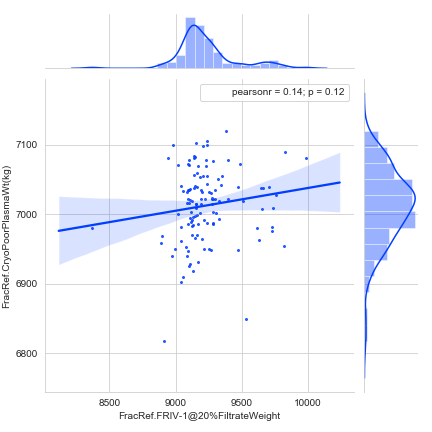 pearsonr = 0.14; p = 0.12
7100
7000
6900
6800
FracRef.CryoPoorPlasmaWt(kg)
8500 9000 9500 10000
FracRef.FRIV-1@20%FiltrateWeight